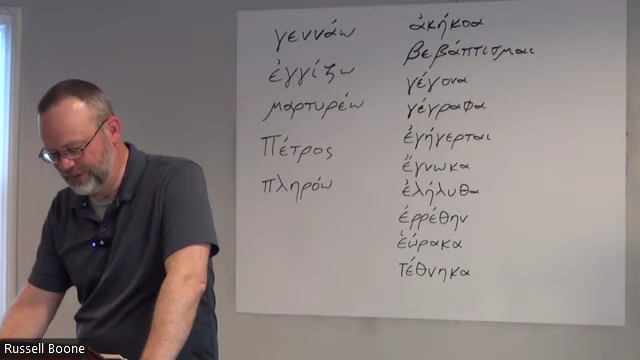 γεννάω
ἐγγίζω
μαρτυρέω
Πέτρος
πληρόω
ἀκήκοα
βεβάπτισμαι
γέγονα
γέγραφα
ἐγήγερται
ἔγνωκα
ἐλήλυθα
ἐρρέθην
ἑώρακα
τέθνηκα
Russell Boone